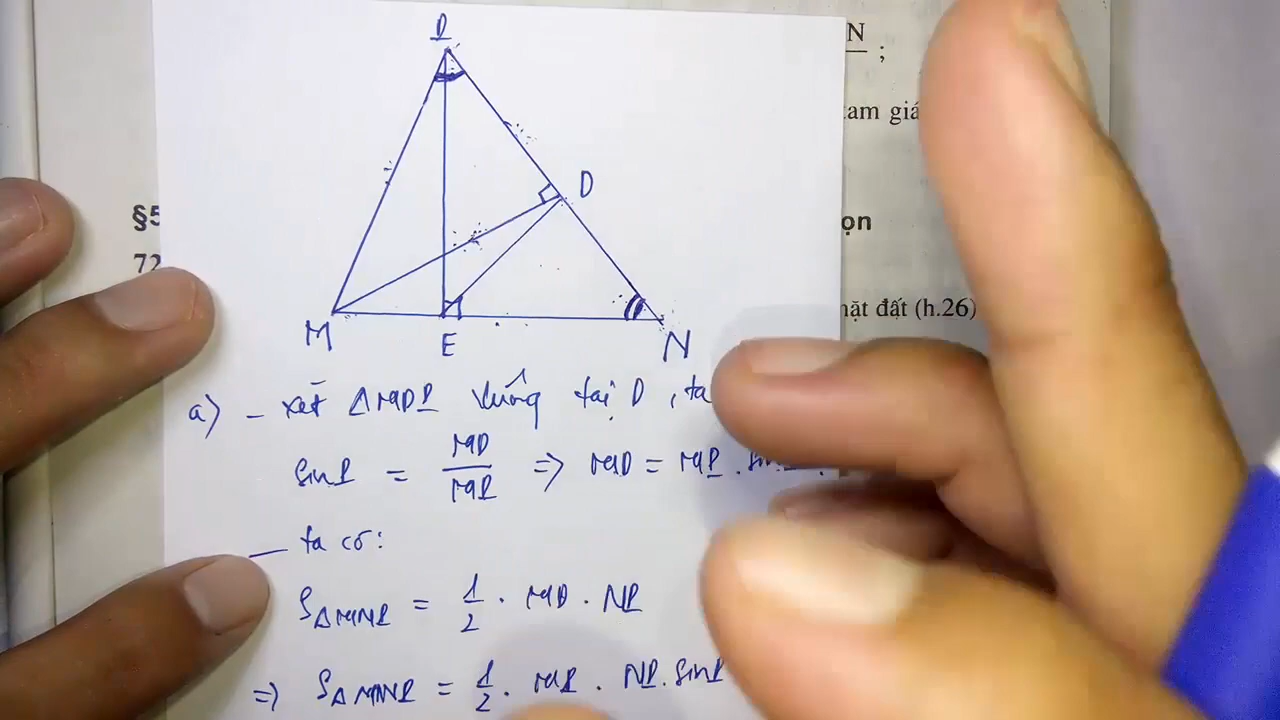 P
N
;
tam giá
D
§5
ọn
72
mặt đất (h.26)
M
E
N
a) - xét ΔMDP vuông tại D, ta
sinP = MD/MP => MD = MP . sinP.
— ta có:
SΔMNP = 1/2 . MD . NP
=> SΔMNP = 1/2 . MP . NP. sinP